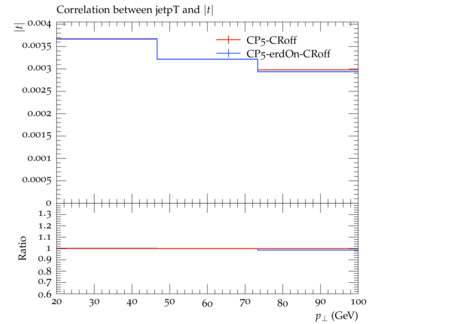 Correlation between jetpT and |t|
|t|
0.004
0.0035
0.003
0.0025
0.002
0.0015
0.001
0.0005
0
CP5-CRoff
CP5-erdOn-CRoff
Ratio
1.3
1.2
1.1
1
0.9
0.8
0.7
0.6
20 30 40 50 60 70 80 90 100
p⊥ (GeV)